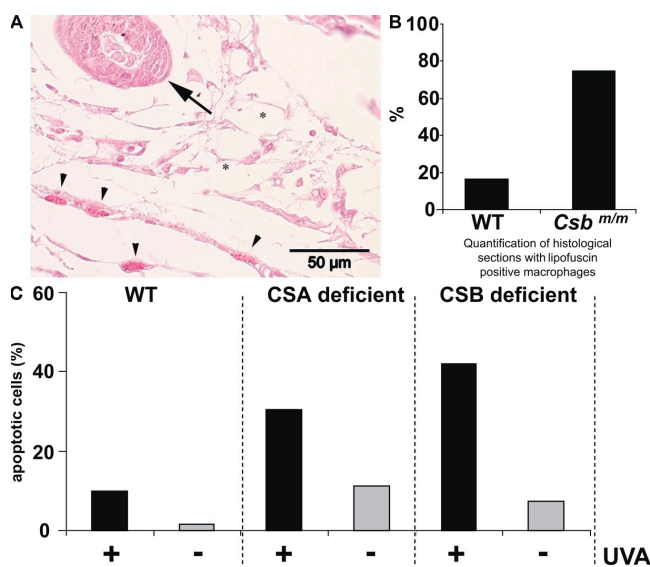 A
*
*
50 µm
B
%
100
80
60
40
20
0
WT
Csb m/m
Quantification of histological
sections with lipofuscin
positive macrophages
C
apoptotic cells (%)
60
40
20
0
WT
CSA deficient
CSB deficient
+ - + - + - UVA